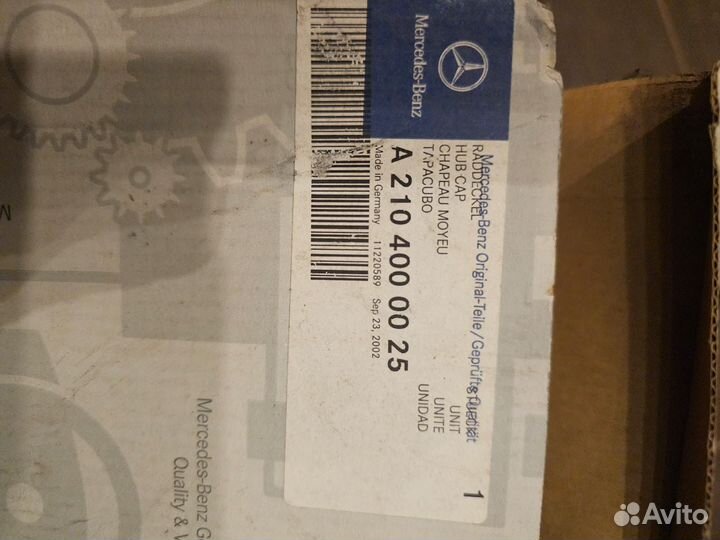 Mercedes-Benz
RADDECKEL
HUB CAP
CHAPEAU MOYEU
TAPACUBO
Mercedes-Benz Original-Teile/Geprüfte Qualität
UNIT
UNITE
UNIDAD
1
A 210 400 00 25
Made in Germany 11220589 Sep 23, 2002
Mercedes-Benz G
Quality & V
Avito